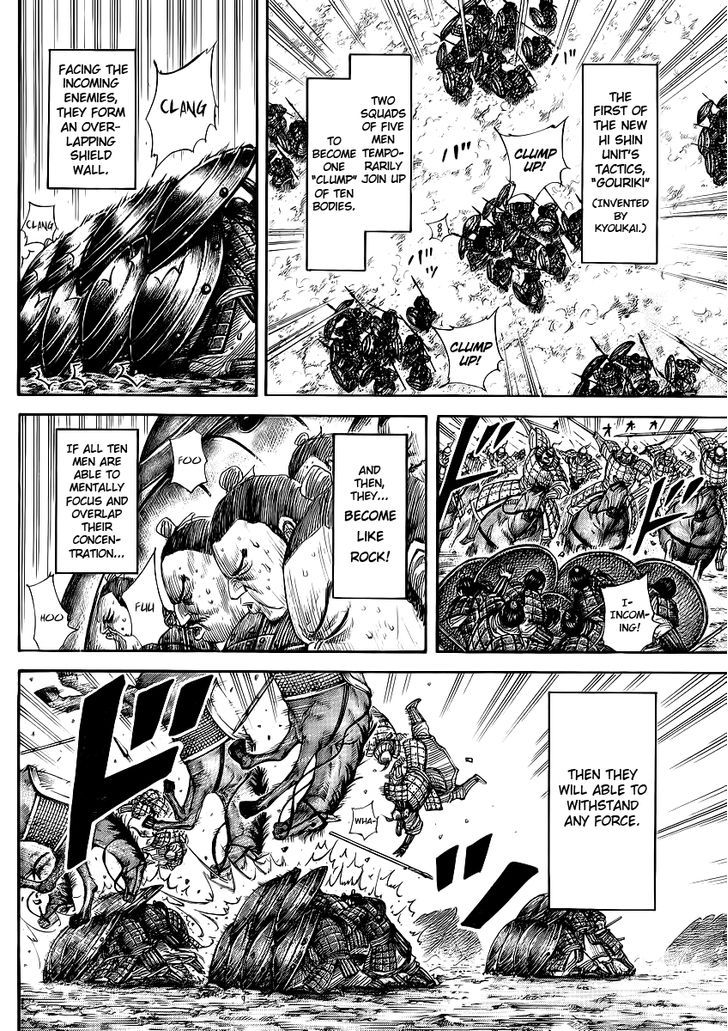 THE
FIRST OF
THE NEW
HI SHIN
UNIT'S
TACTICS,
"GOURIKI"
(INVENTED
BY
KYOUKAI.)
CLUMP
UP!
CLUMP
UP!
TWO
SQUADS
OF FIVE
MEN
TEMPO-
RARILY
JOIN UP
TO
BECOME
ONE
"CLUMP"
OF TEN
BODIES.
FACING THE
INCOMING
ENEMIES,
THEY FORM
AN OVER-
LAPPING
SHIELD
WALL.
CLANG
CLANG
ドド
I-
INCOM-
ING!
AND
THEN,
THEY...
BECOME
LIKE
ROCK!
FOO
FUU
HOO
IF ALL TEN
MEN ARE
ABLE TO
MENTALLY
FOCUS AND
OVERLAP
THEIR
CONCEN-
TRATION...
THEN THEY
WILL ABLE TO
WITHSTAND
ANY FORCE.
WHA-
ドド